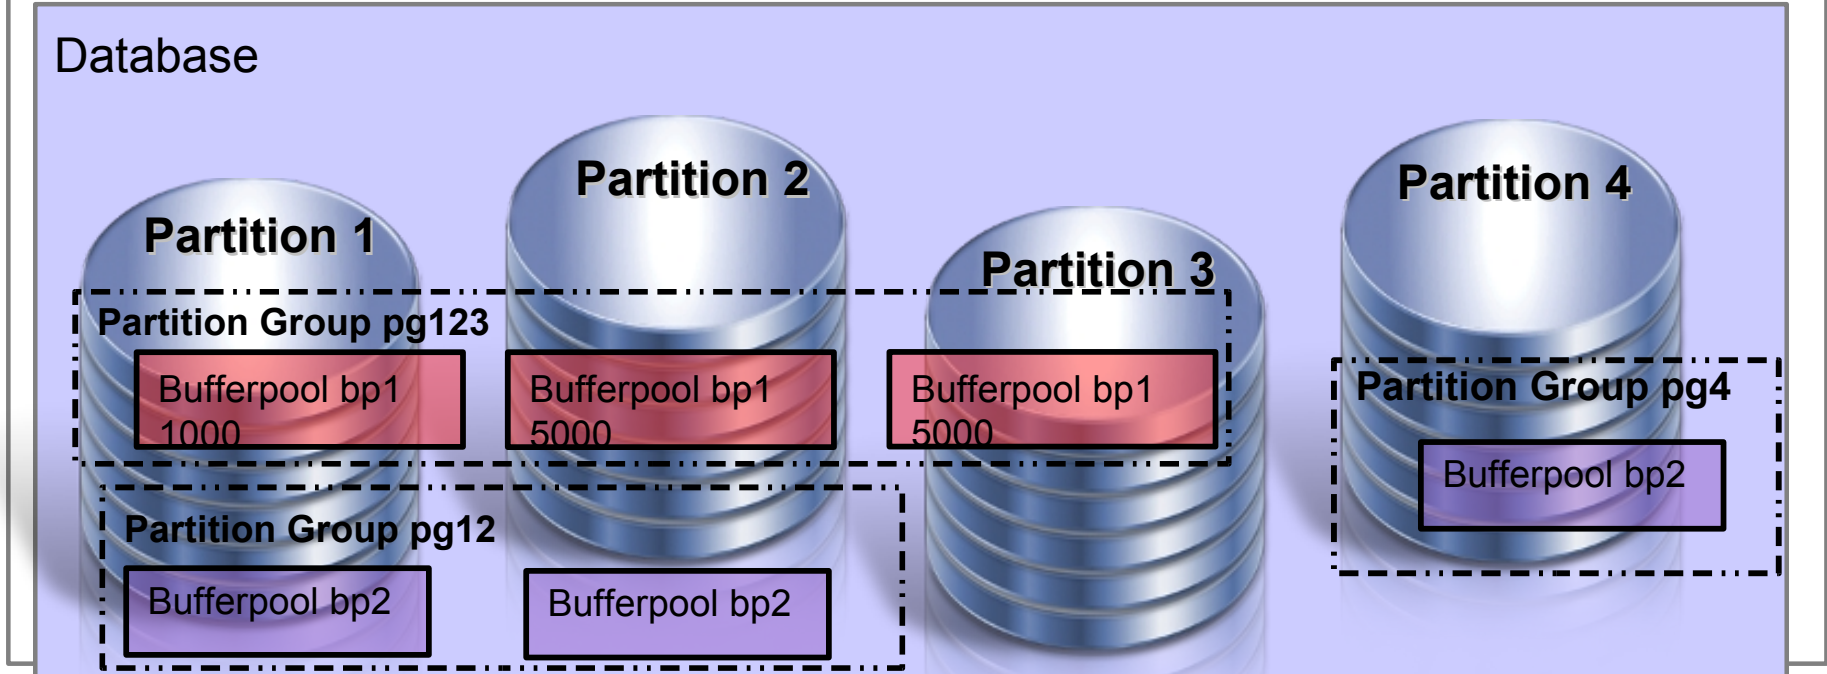 Database
Partition 1
Partition 2
Partition 3
Partition 4
Partition Group pg123
Bufferpool bp1
1000
Bufferpool bp1
5000
Bufferpool bp1
5000
Partition Group pg4
Bufferpool bp2
Partition Group pg12
Bufferpool bp2
Bufferpool bp2